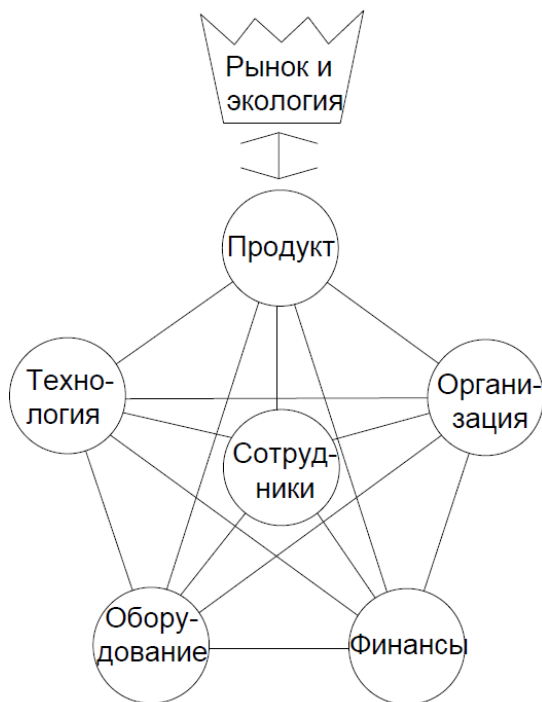 Рынок и
экология
Продукт
Техно-
логия
Органи-
зация
Сотруд-
ники
Обору-
дование
Финансы